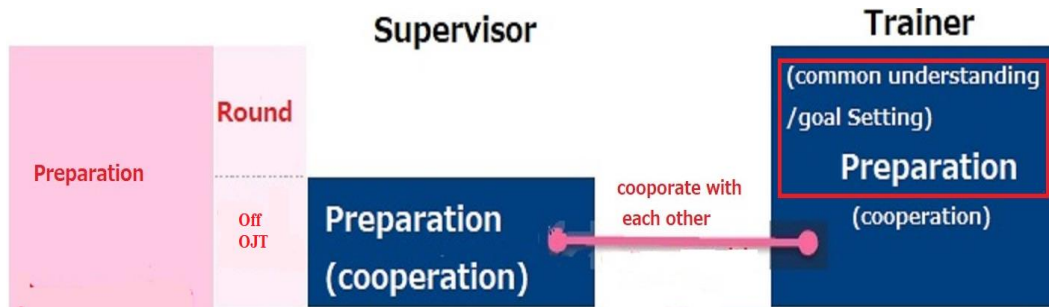 Supervisor
Trainer
Preparation
Round
Off
OJT
Preparation
(cooperation)
cooporate with
each other
(common understanding
/goal Setting)
Preparation
(cooperation)